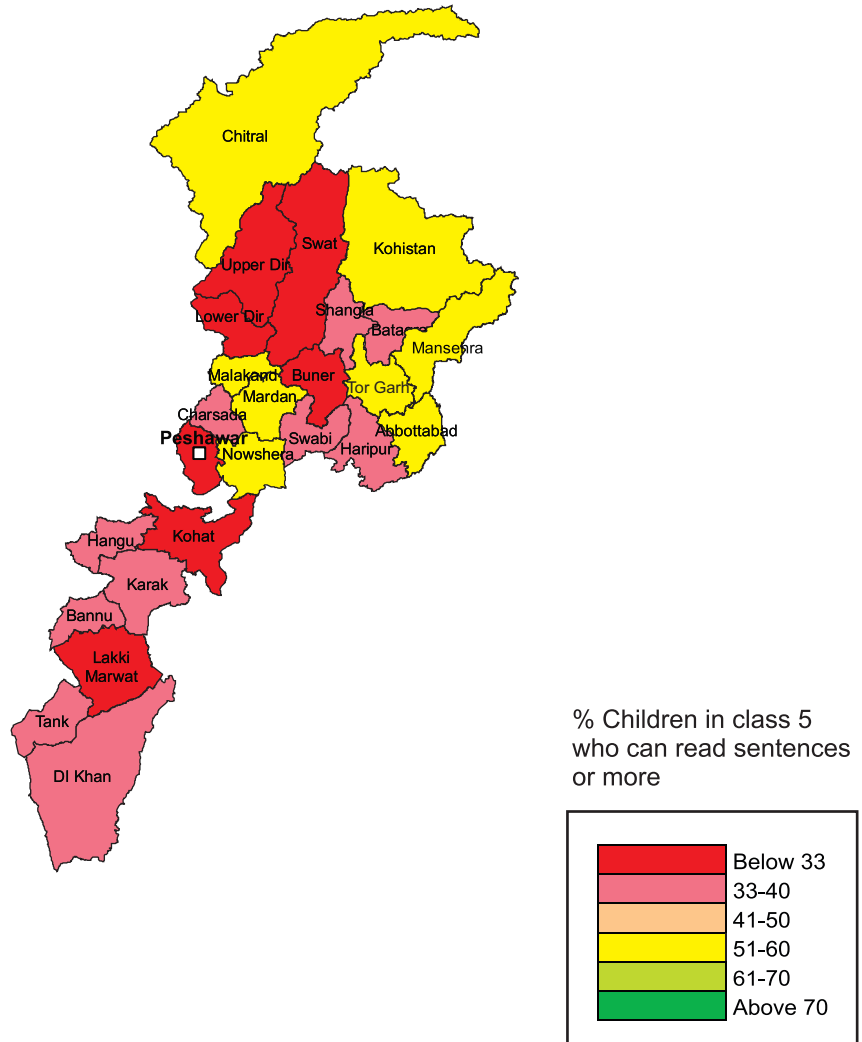 Chitral
Swat
Kohistan
Upper Dir
Shangla
Lower Dir
Mansehra
Malakand
Buner
Tor Garh
Mardan
Charsada
Abbottabad
Peshawar
Swabi
Haripur
Nowshera
Kohat
Hangu
Karak
Bannu
Lakki
Marwat
Tank
DI Khan
% Children in class 5
who can read sentences
or more
Below 33
33-40
41-50
51-60
61-70
Above 70